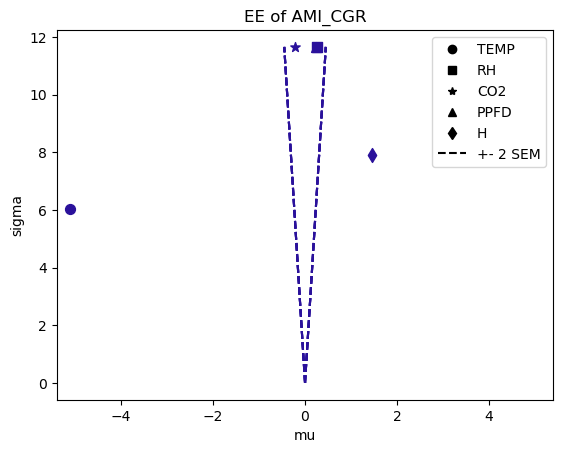 EE of AMI_CGR
12
10
8
6
4
2
0
sigma
−4
−2
0
2
4
mu
TEMP
RH
CO2
PPFD
H
+- 2 SEM